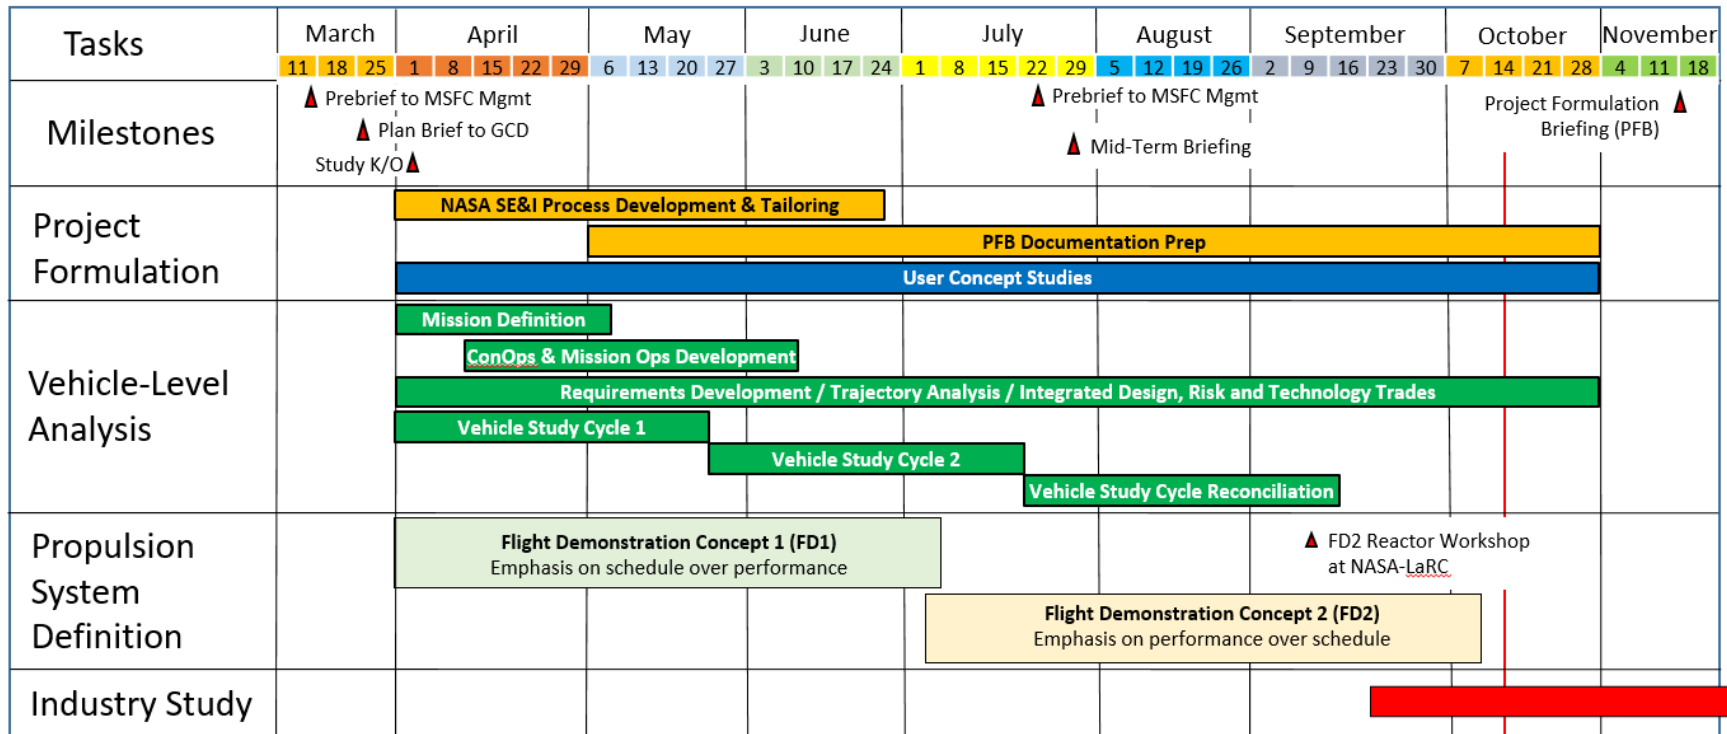 Tasks
March April May June July August September October November
11 18 25 1 8 15 22 29 6 13 20 27 3 10 17 24 1 8 15 22 29 5 12 19 26 2 9 16 23 30 7 14 21 28 4 11 18
Milestones
Prebrief to MSFC Mgmt
Plan Brief to GCD
Study K/O
Prebrief to MSFC Mgmt
Mid-Term Briefing
Project Formulation
Briefing (PFB)
Project
Formulation
NASA SE&I Process Development & Tailoring
PFB Documentation Prep
User Concept Studies
Vehicle-Level
Analysis
Mission Definition
ConOps & Mission Ops Development
Requirements Development / Trajectory Analysis / Integrated Design, Risk and Technology Trades
Vehicle Study Cycle 1
Vehicle Study Cycle 2
Vehicle Study Cycle Reconciliation
Propulsion
System
Definition
Flight Demonstration Concept 1 (FD1)
Emphasis on schedule over performance
FD2 Reactor Workshop
at NASA-LaRC
Flight Demonstration Concept 2 (FD2)
Emphasis on performance over schedule
Industry Study